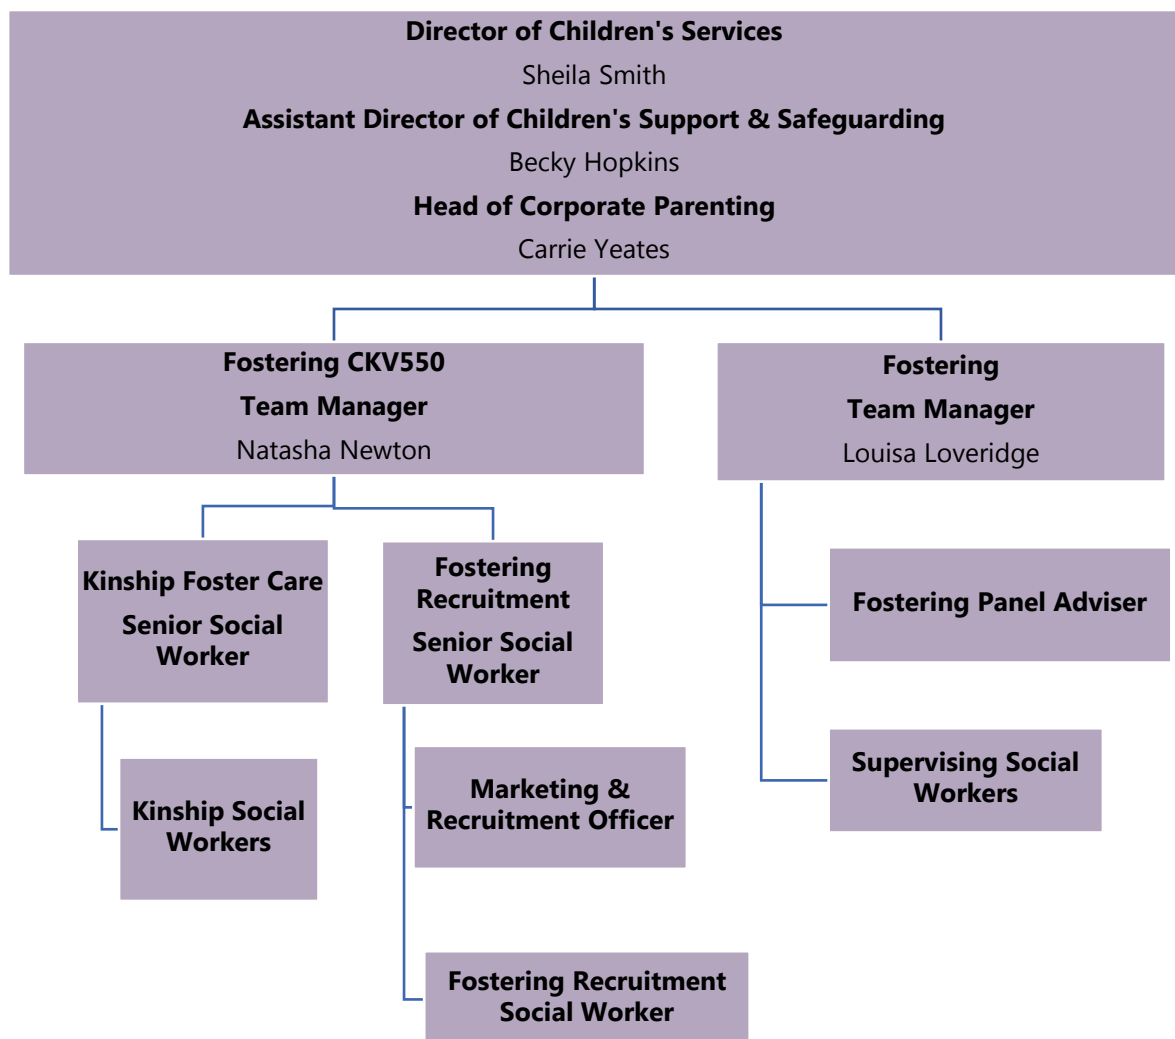 Director of Children's Services
Sheila Smith
Assistant Director of Children's Support & Safeguarding
Becky Hopkins
Head of Corporate Parenting
Carrie Yeates
Fostering CKV550
Team Manager
Natasha Newton
Fostering
Team Manager
Louisa Loveridge
Kinship Foster Care
Senior Social
Worker
Fostering
Recruitment
Senior Social
Worker
Fostering Panel Adviser
Kinship Social
Workers
Marketing &
Recruitment Officer
Supervising Social
Workers
Fostering Recruitment
Social Worker